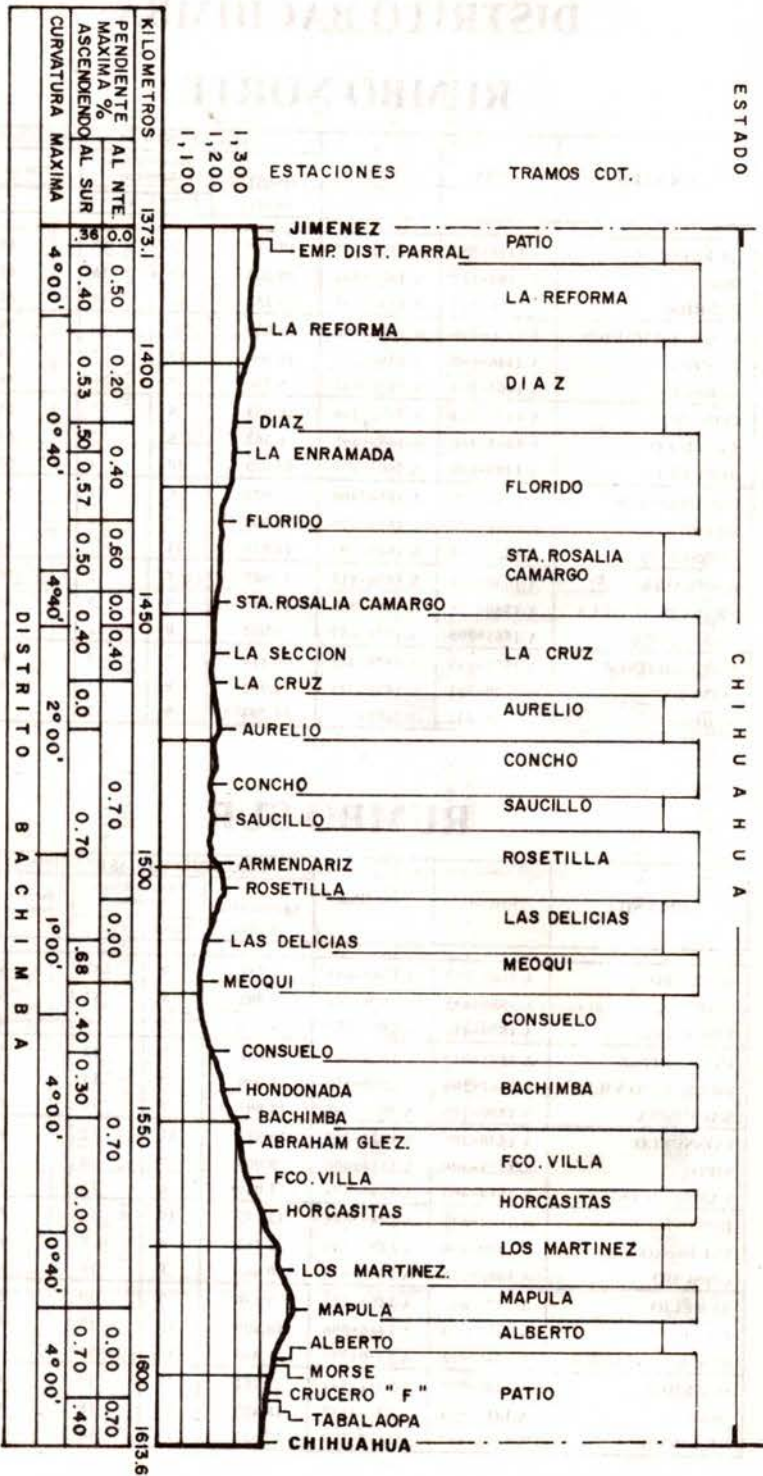 ESTADO
CHIHUAHUA
ESTACIONES
TRAMOS CDT.
1,300
1,200
1,100
JIMENEZ
EMP. DIST. PARRAL
PATIO
LA REFORMA
LA REFORMA
DIAZ
DIAZ
LA ENRAMADA
FLORIDO
FLORIDO
STA. ROSALIA
CAMARGO
STA. ROSALIA CAMARGO
LA SECCION
LA CRUZ
LA CRUZ
AURELIO
AURELIO
CONCHO
CONCHO
SAUCILLO
SAUCILLO
ARMENDARIZ
ROSETILLA
ROSETILLA
LAS DELICIAS
LAS DELICIAS
MEOQUI
MEOQUI
CONSUELO
CONSUELO
HONDONADA
BACHIMBA
BACHIMBA
ABRAHAM GLEZ.
FCO. VILLA
FCO. VILLA
HORCASITAS
HORCASITAS
LOS MARTINEZ
LOS MARTINEZ.
MAPULA
MAPULA
ALBERTO
ALBERTO
MORSE
CRUCERO "F"
PATIO
TABALAOPA
CHIHUAHUA
KILOMETROS 1373.1 1400 1450 1500 1550 1600 1613.6
PENDIENTE MAXIMA % ASCENDIENDO
AL NTE. 0.0 0.50 0.20 0.40 0.60 0.0 0.40 0.70 0.00 0.70 0.00 0.70
AL SUR .36 0.40 0.53 .50 0.57 0.50 0.40 0.0 0.70 .68 0.40 0.30 0.00 0.70 .40
CURVATURA MAXIMA 4°00' 0°40' 4°40' 2°00' 1°00' 4°00' 0°40' 4°00'
DISTRITO BACHIMBA